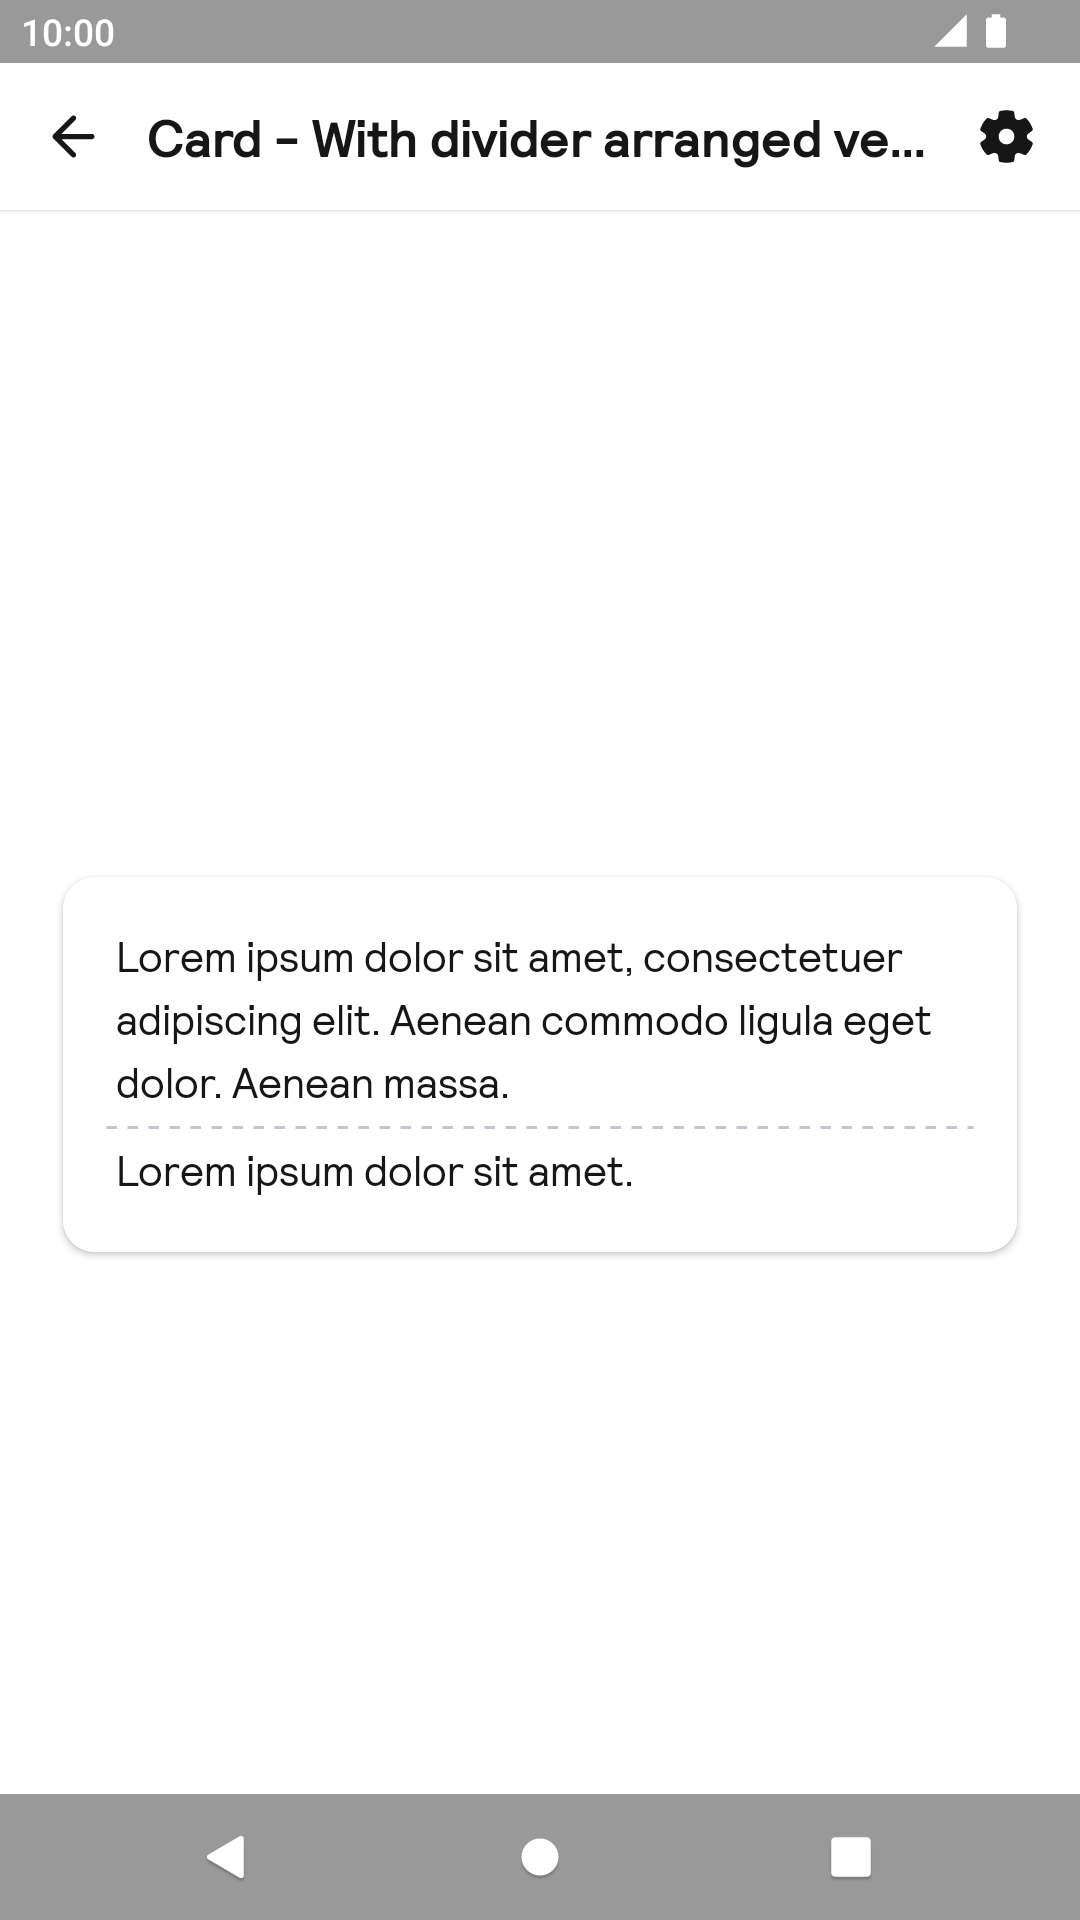 10:00
Card - With divider arranged ve...
Lorem ipsum dolor sit amet, consectetuer
adipiscing elit. Aenean commodo ligula eget
dolor. Aenean massa.
Lorem ipsum dolor sit amet.